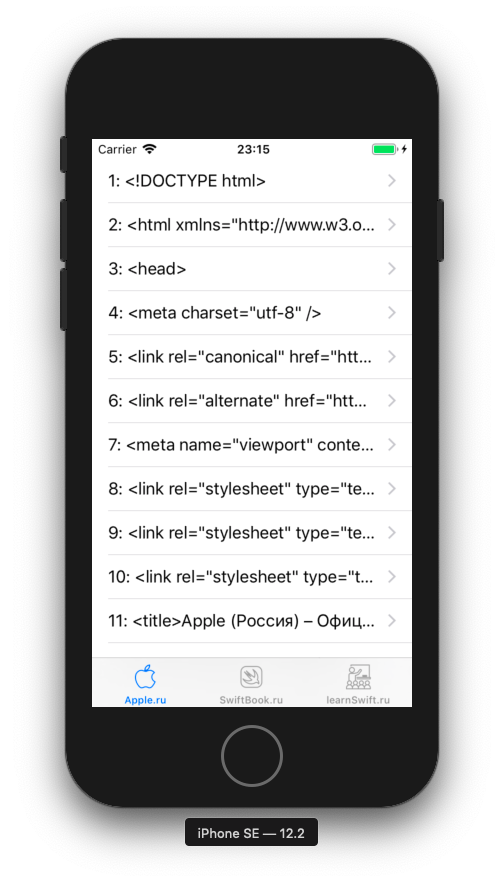 Carrier 23:15
1: <!DOCTYPE html>
2: <html xmlns="http://www.w3.o...
3: <head>
4: <meta charset="utf-8" />
5: <link rel="canonical" href="htt...
6: <link rel="alternate" href="htt...
7: <meta name="viewport" conte...
8: <link rel="stylesheet" type="te...
9: <link rel="stylesheet" type="te...
10: <link rel="stylesheet" type="t...
11: <title>Apple (Россия) – Офиц...
Apple.ru SwiftBook.ru learnSwift.ru
iPhone SE — 12.2